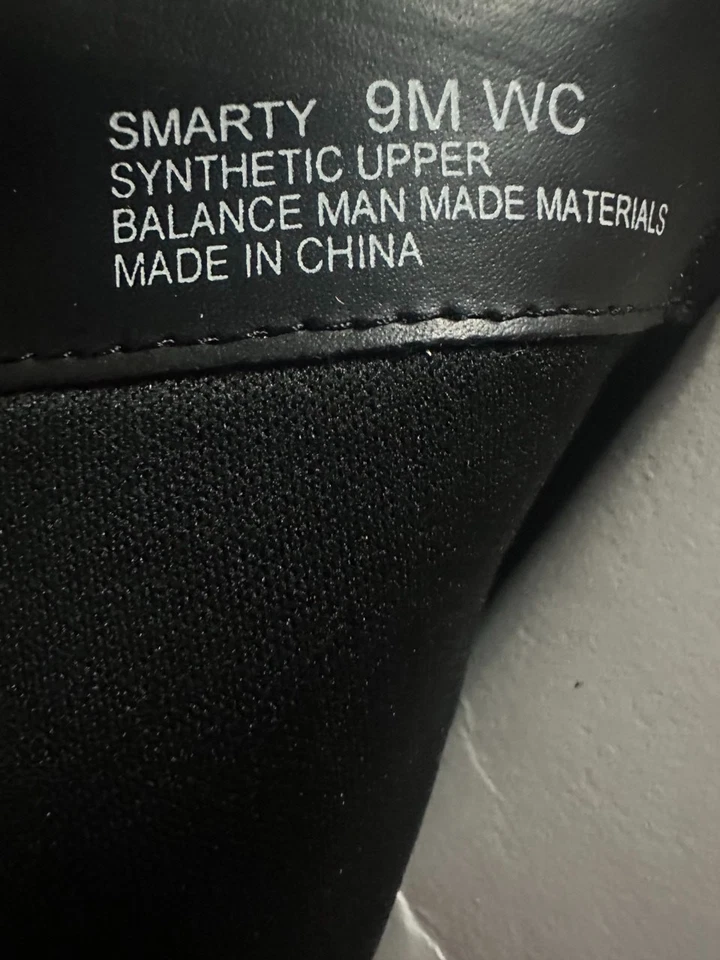 SMARTY 9M WC
SYNTHETIC UPPER
BALANCE MAN MADE MATERIALS
MADE IN CHINA